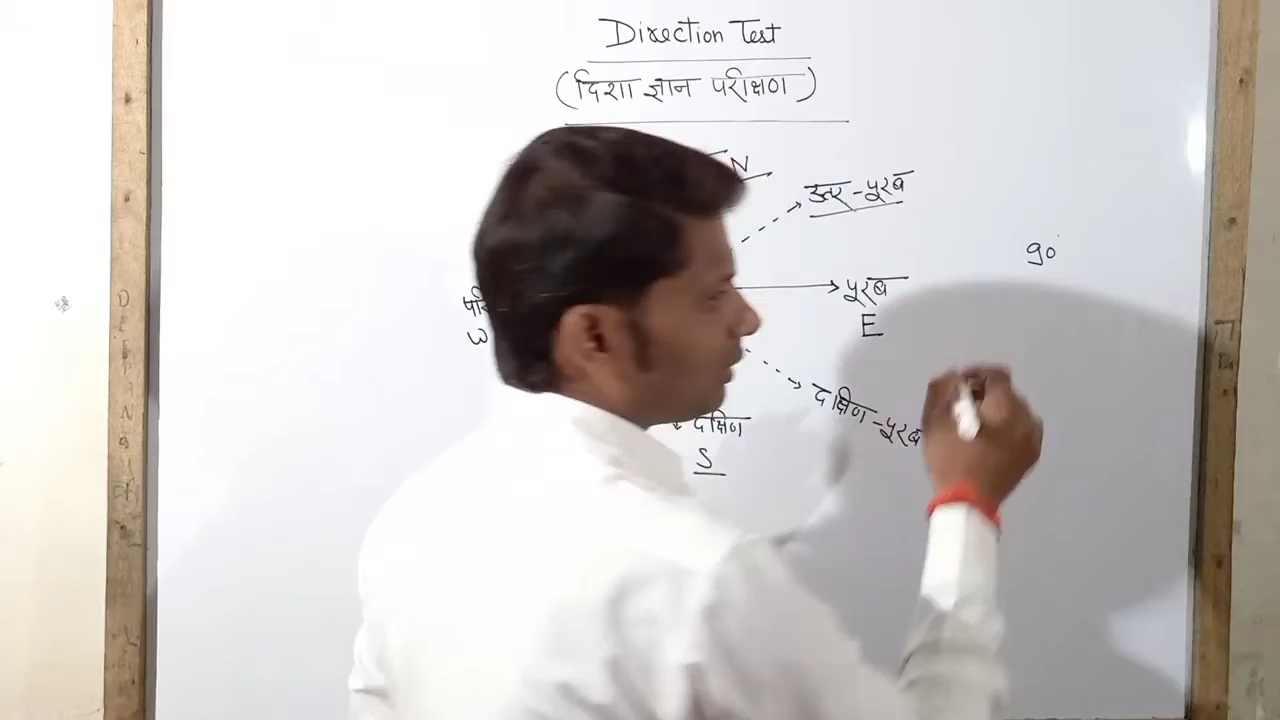 Direction Test
(दिशा ज्ञान परीक्षण)
N
उत्तर-पूरब
90°
पूरब
E
W
दक्षिण-पूरब
दक्षिण
S